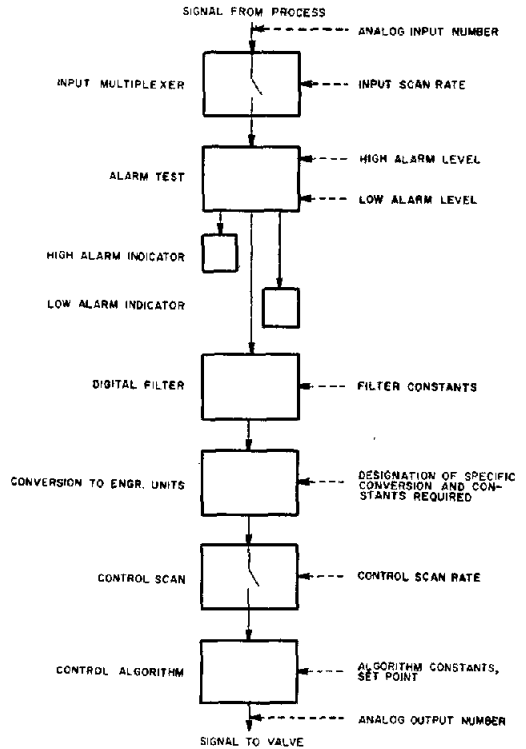 SIGNAL FROM PROCESS
ANALOG INPUT NUMBER
INPUT MULTIPLEXER
INPUT SCAN RATE
HIGH ALARM LEVEL
ALARM TEST
LOW ALARM LEVEL
HIGH ALARM INDICATOR
LOW ALARM INDICATOR
DIGITAL FILTER
FILTER CONSTANTS
CONVERSION TO ENGR. UNITS
DESIGNATION OF SPECIFIC
CONVERSION AND CON-
STANTS REQUIRED
CONTROL SCAN
CONTROL SCAN RATE
CONTROL ALGORITHM
ALGORITHM CONSTANTS,
SET POINT
ANALOG OUTPUT NUMBER
SIGNAL TO VALVE